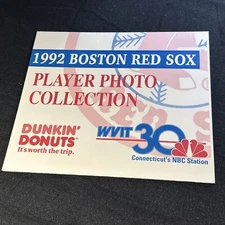 1992 BOSTON RED SOX
PLAYER PHOTO
COLLECTION
DUNKIN'
DONUTS
It's worth the trip.
WVIT 30
Connecticut's NBC Station